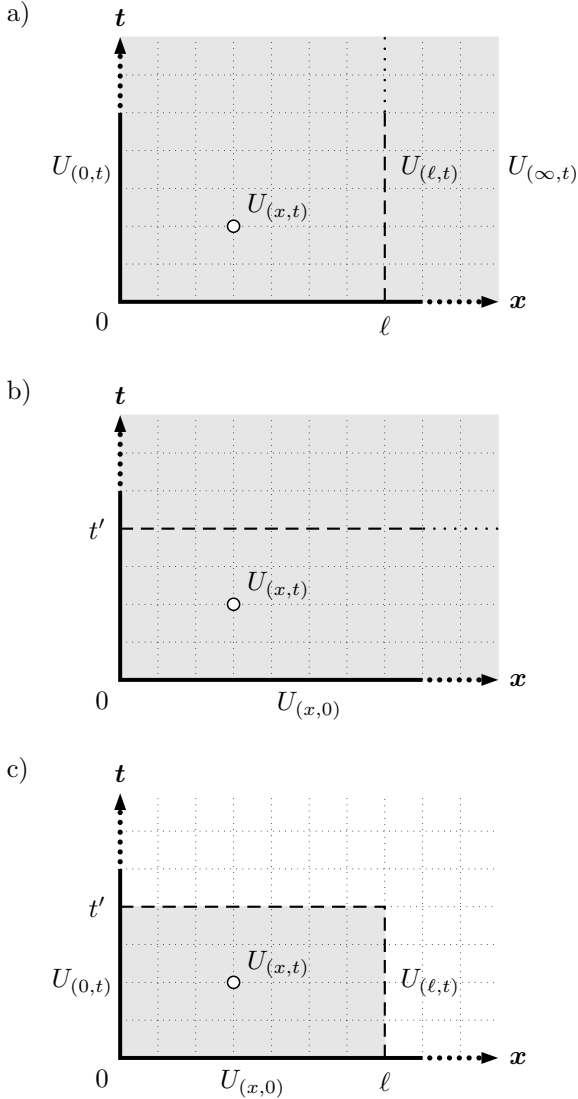 a)
t
U(0,t)
U(ℓ,t)
U(∞,t)
U(x,t)
x
0
ℓ
b)
t
t′
U(x,t)
x
0
U(x,0)
c)
t
t′
U(x,t)
U(0,t)
U(ℓ,t)
x
0
U(x,0)
ℓ